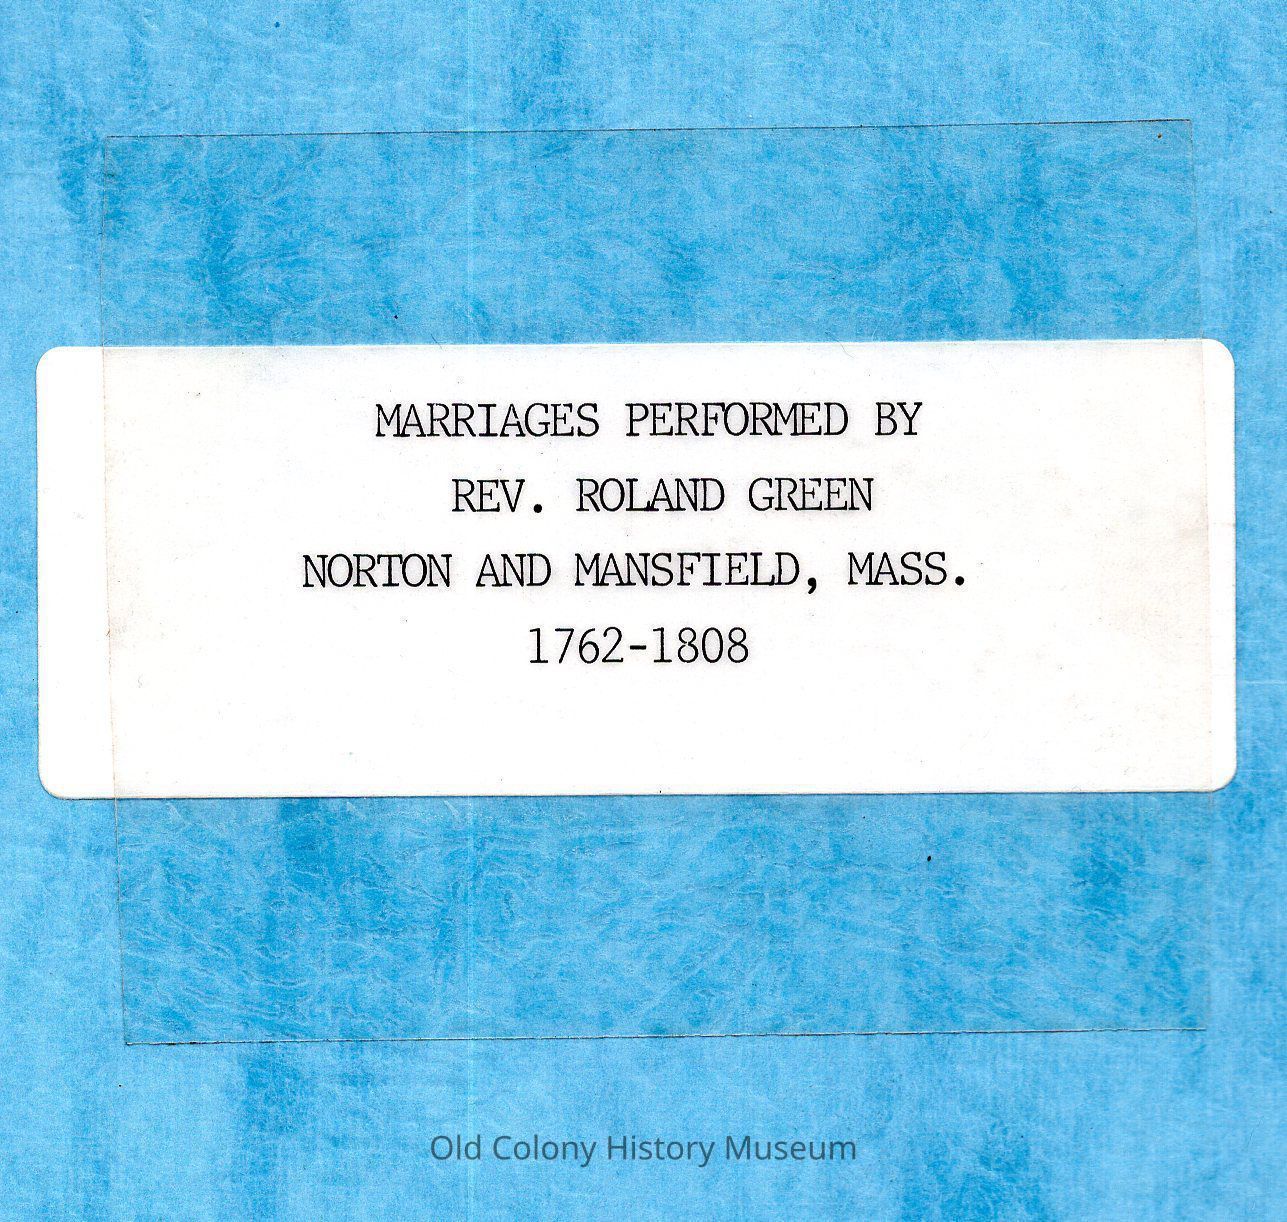 MARRIAGES PERFORMED BY
REV. ROLAND GREEN
NORTON AND MANSFIELD, MASS.
1762-1808
Old Colony History Museum